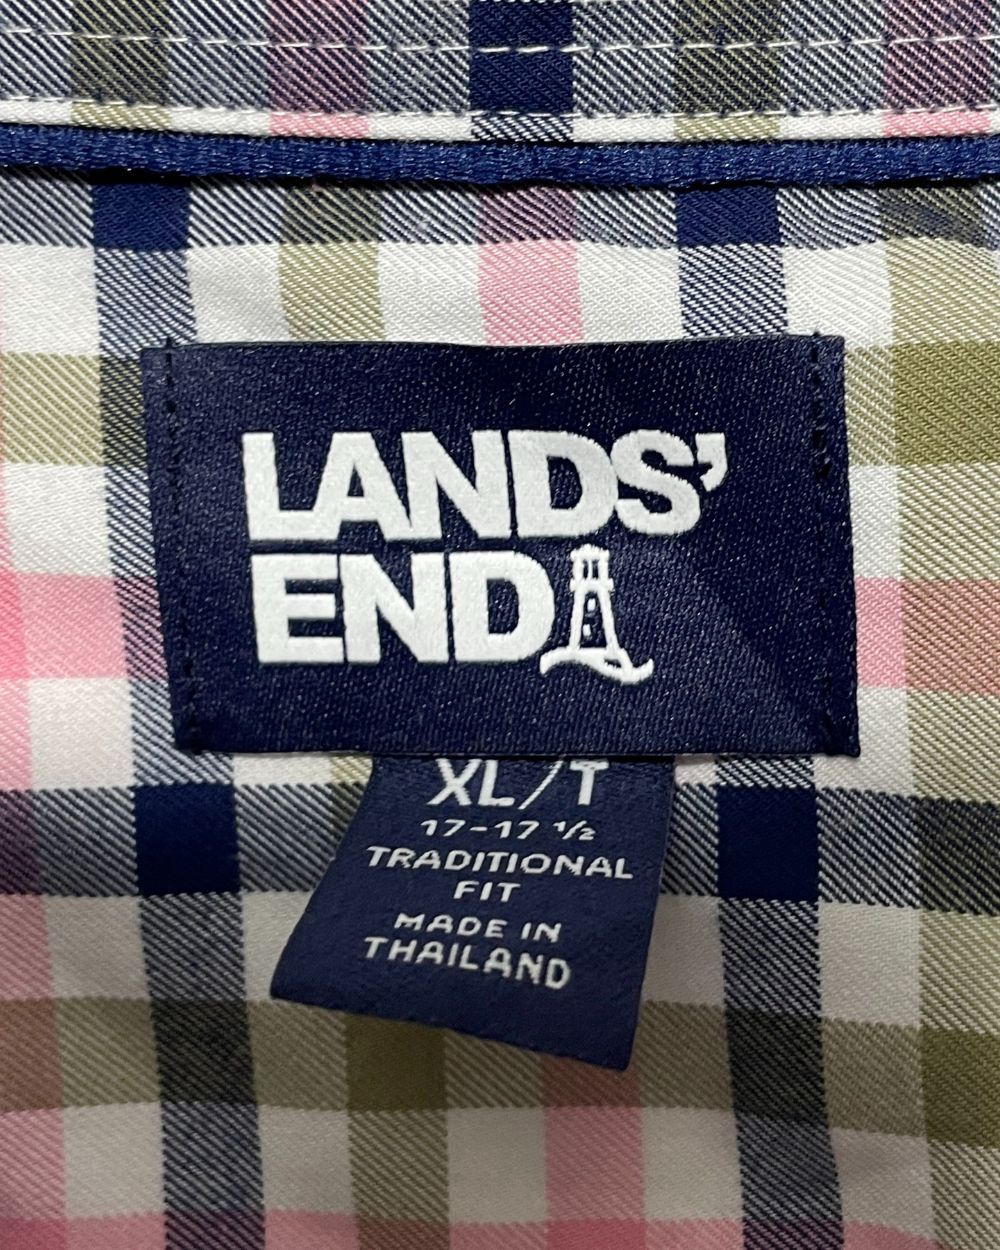 LANDS'
END
XL/T
17-17 ½
TRADITIONAL
FIT
MADE IN
THAILAND